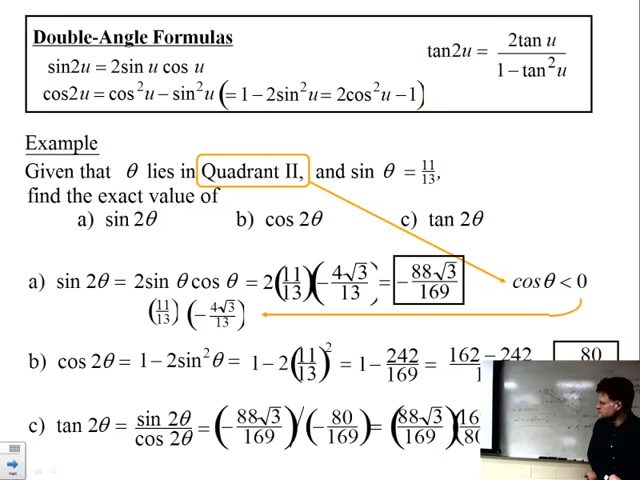 Double-Angle Formulas
sin2u = 2sin u cos u
cos2u = cos²u − sin²u (= 1 − 2sin²u = 2cos²u − 1)
tan2u = 2tan u / 1 − tan²u
Example
Given that θ lies in Quadrant II, and sin θ = 11/13,
find the exact value of
a) sin 2θ b) cos 2θ c) tan 2θ
a) sin 2θ = 2sin θ cos θ = 2(11/13)(−4√3/13) = −88√3/169 cosθ < 0
(11/13) (−4√3/13)
b) cos 2θ = 1 − 2sin²θ = 1 − 2(11/13)² = 1 − 242/169 = 162 − 242 / 1 80
c) tan 2θ = sin 2θ/cos 2θ = (−88√3/169)/(−80/169) = (88√3/169)(16 / 80